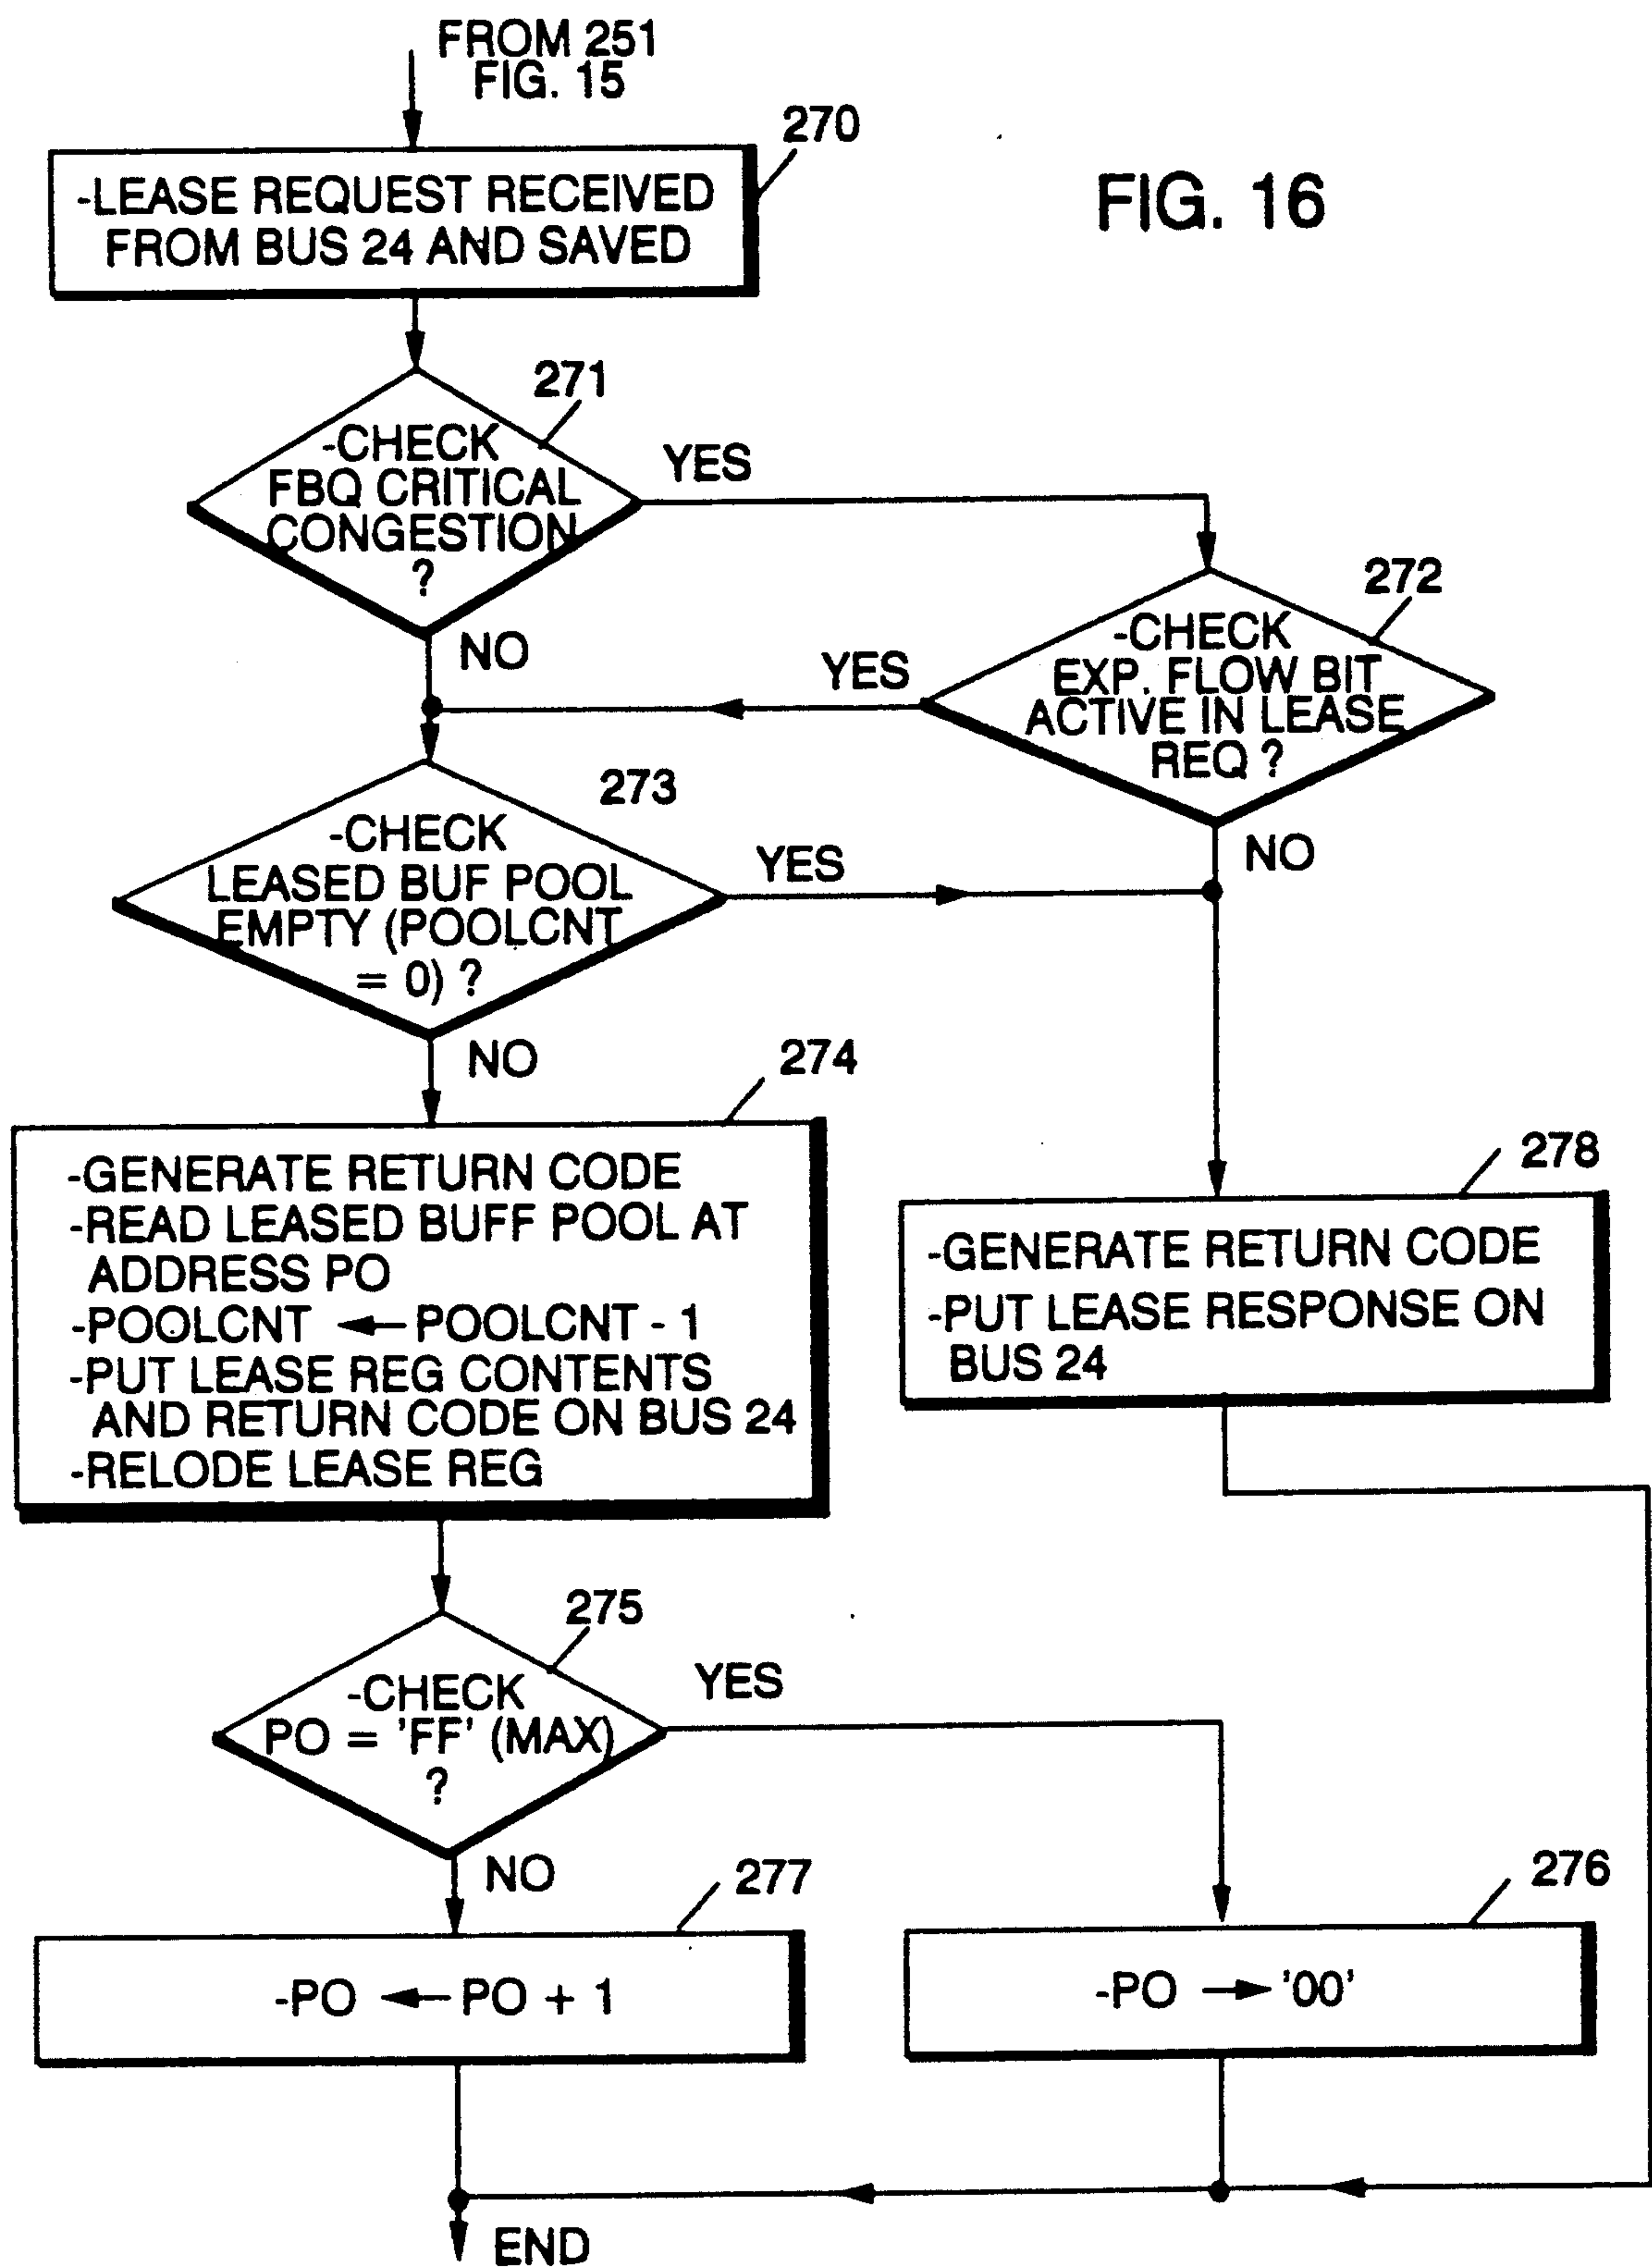 FROM 251
FIG. 15
270
FIG. 16
-LEASE REQUEST RECEIVED
FROM BUS 24 AND SAVED
271
-CHECK
FBQ CRITICAL
CONGESTION
?
YES
NO
272
-CHECK
EXP. FLOW BIT
ACTIVE IN LEASE
REQ ?
YES
NO
273
-CHECK
LEASED BUF POOL
EMPTY (POOLCNT
= 0) ?
YES
NO
274
-GENERATE RETURN CODE
-READ LEASED BUFF POOL AT
ADDRESS PO
-POOLCNT ← POOLCNT - 1
-PUT LEASE REG CONTENTS
AND RETURN CODE ON BUS 24
-RELODE LEASE REG
278
-GENERATE RETURN CODE
-PUT LEASE RESPONSE ON
BUS 24
275
-CHECK
PO = 'FF' (MAX)
?
YES
NO
277
-PO ← PO + 1
276
-PO → '00'
END